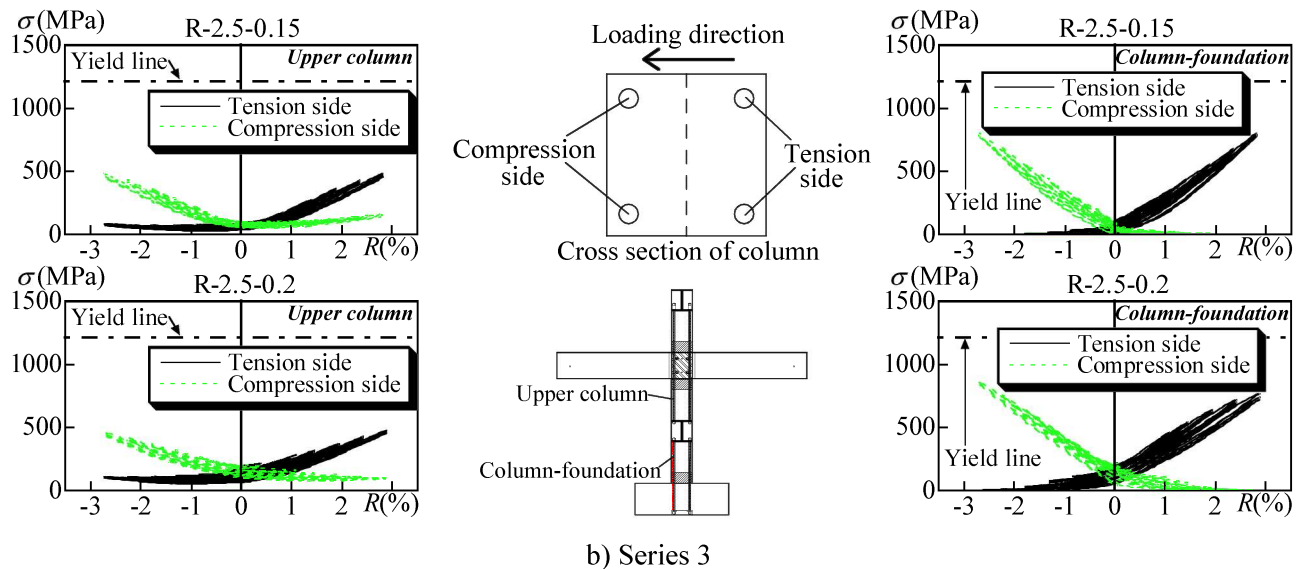 σ(MPa)
R-2.5-0.15
1500
Upper column
Yield line
1000
Tension side
Compression side
500
0
-3 -2 -1 0 1 2 R(%)
σ(MPa)
R-2.5-0.2
1500
Upper column
Yield line
1000
Tension side
Compression side
500
0
-3 -2 -1 0 1 2 R(%)
Loading direction
Compression
side
Tension
side
Cross section of column
Upper column
Column-foundation
σ(MPa)
R-2.5-0.15
1500
Column-foundation
1000
Tension side
Compression side
500
Yield line
0
-3 -2 -1 0 1 2 R(%)
σ(MPa)
R-2.5-0.2
1500
Column-foundation
1000
Tension side
Compression side
500
Yield line
0
-3 -2 -1 0 1 2 R(%)
b) Series 3